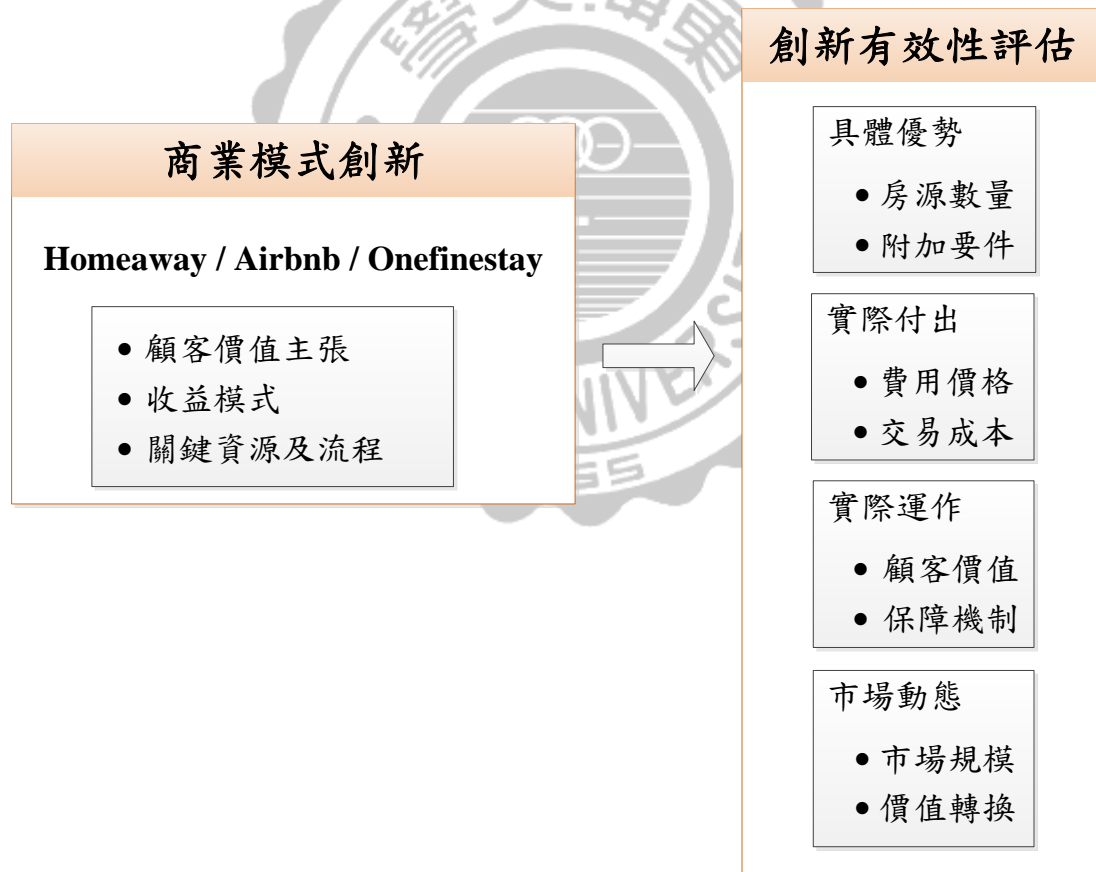 商業模式創新
Homeaway / Airbnb / Onefinestay
• 顧客價值主張
• 收益模式
• 關鍵資源及流程
創新有效性評估
具體優勢
• 房源數量
• 附加要件
實際付出
• 費用價格
• 交易成本
實際運作
• 顧客價值
• 保障機制
市場動態
• 市場規模
• 價值轉換